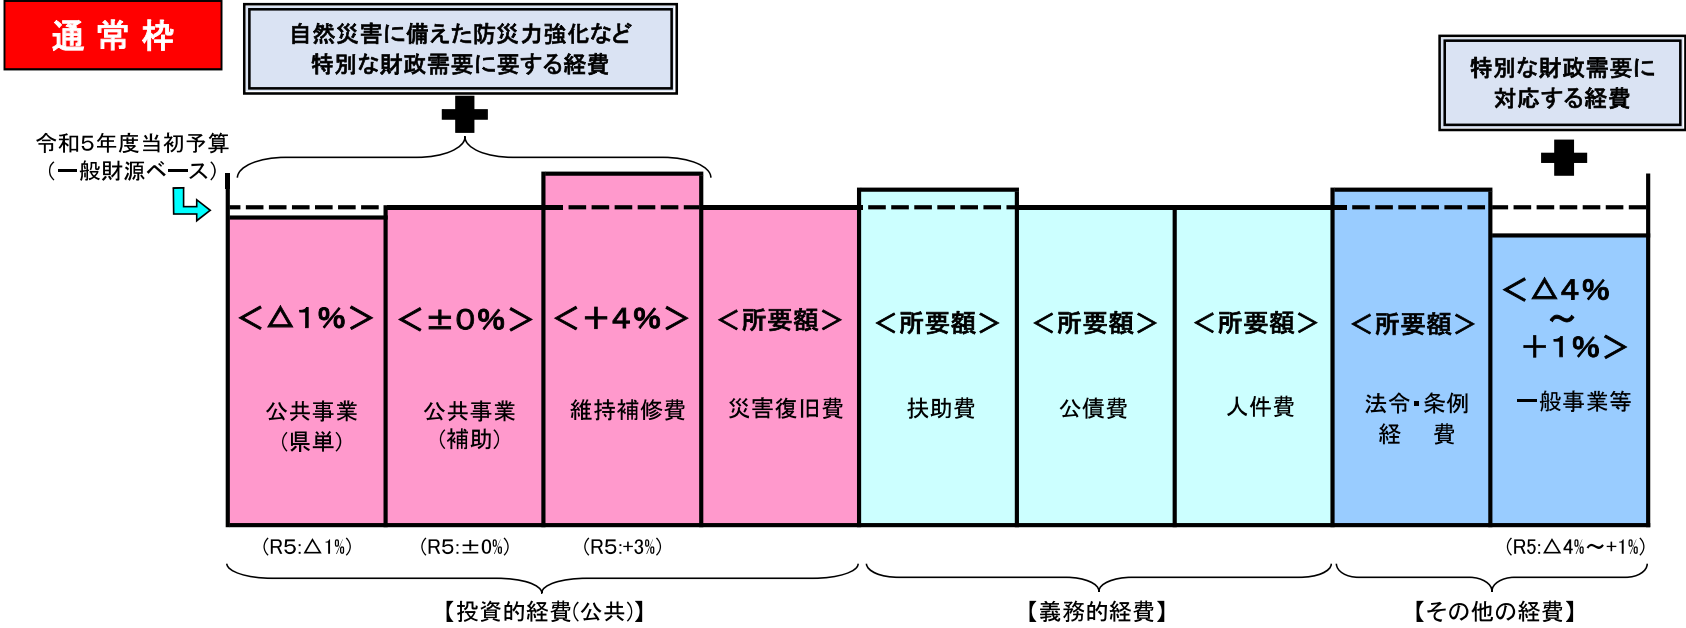 通常枠
自然災害に備えた防災力強化など
特別な財政需要に要する経費
特別な財政需要に
対応する経費
令和5年度当初予算
（一般財源ベース）
＜△1％＞
＜±0％＞
＜＋4％＞
＜所要額＞
＜所要額＞
＜所要額＞
＜所要額＞
＜所要額＞
＜△4％
～
＋1％＞
公共事業
(県単)
公共事業
(補助)
維持補修費
災害復旧費
扶助費
公債費
人件費
法令・条例
経　費
一般事業等
(R5:△1%)
(R5:±0%)
(R5:+3%)
(R5:△4%～+1%)
【投資的経費(公共)】
【義務的経費】
【その他の経費】